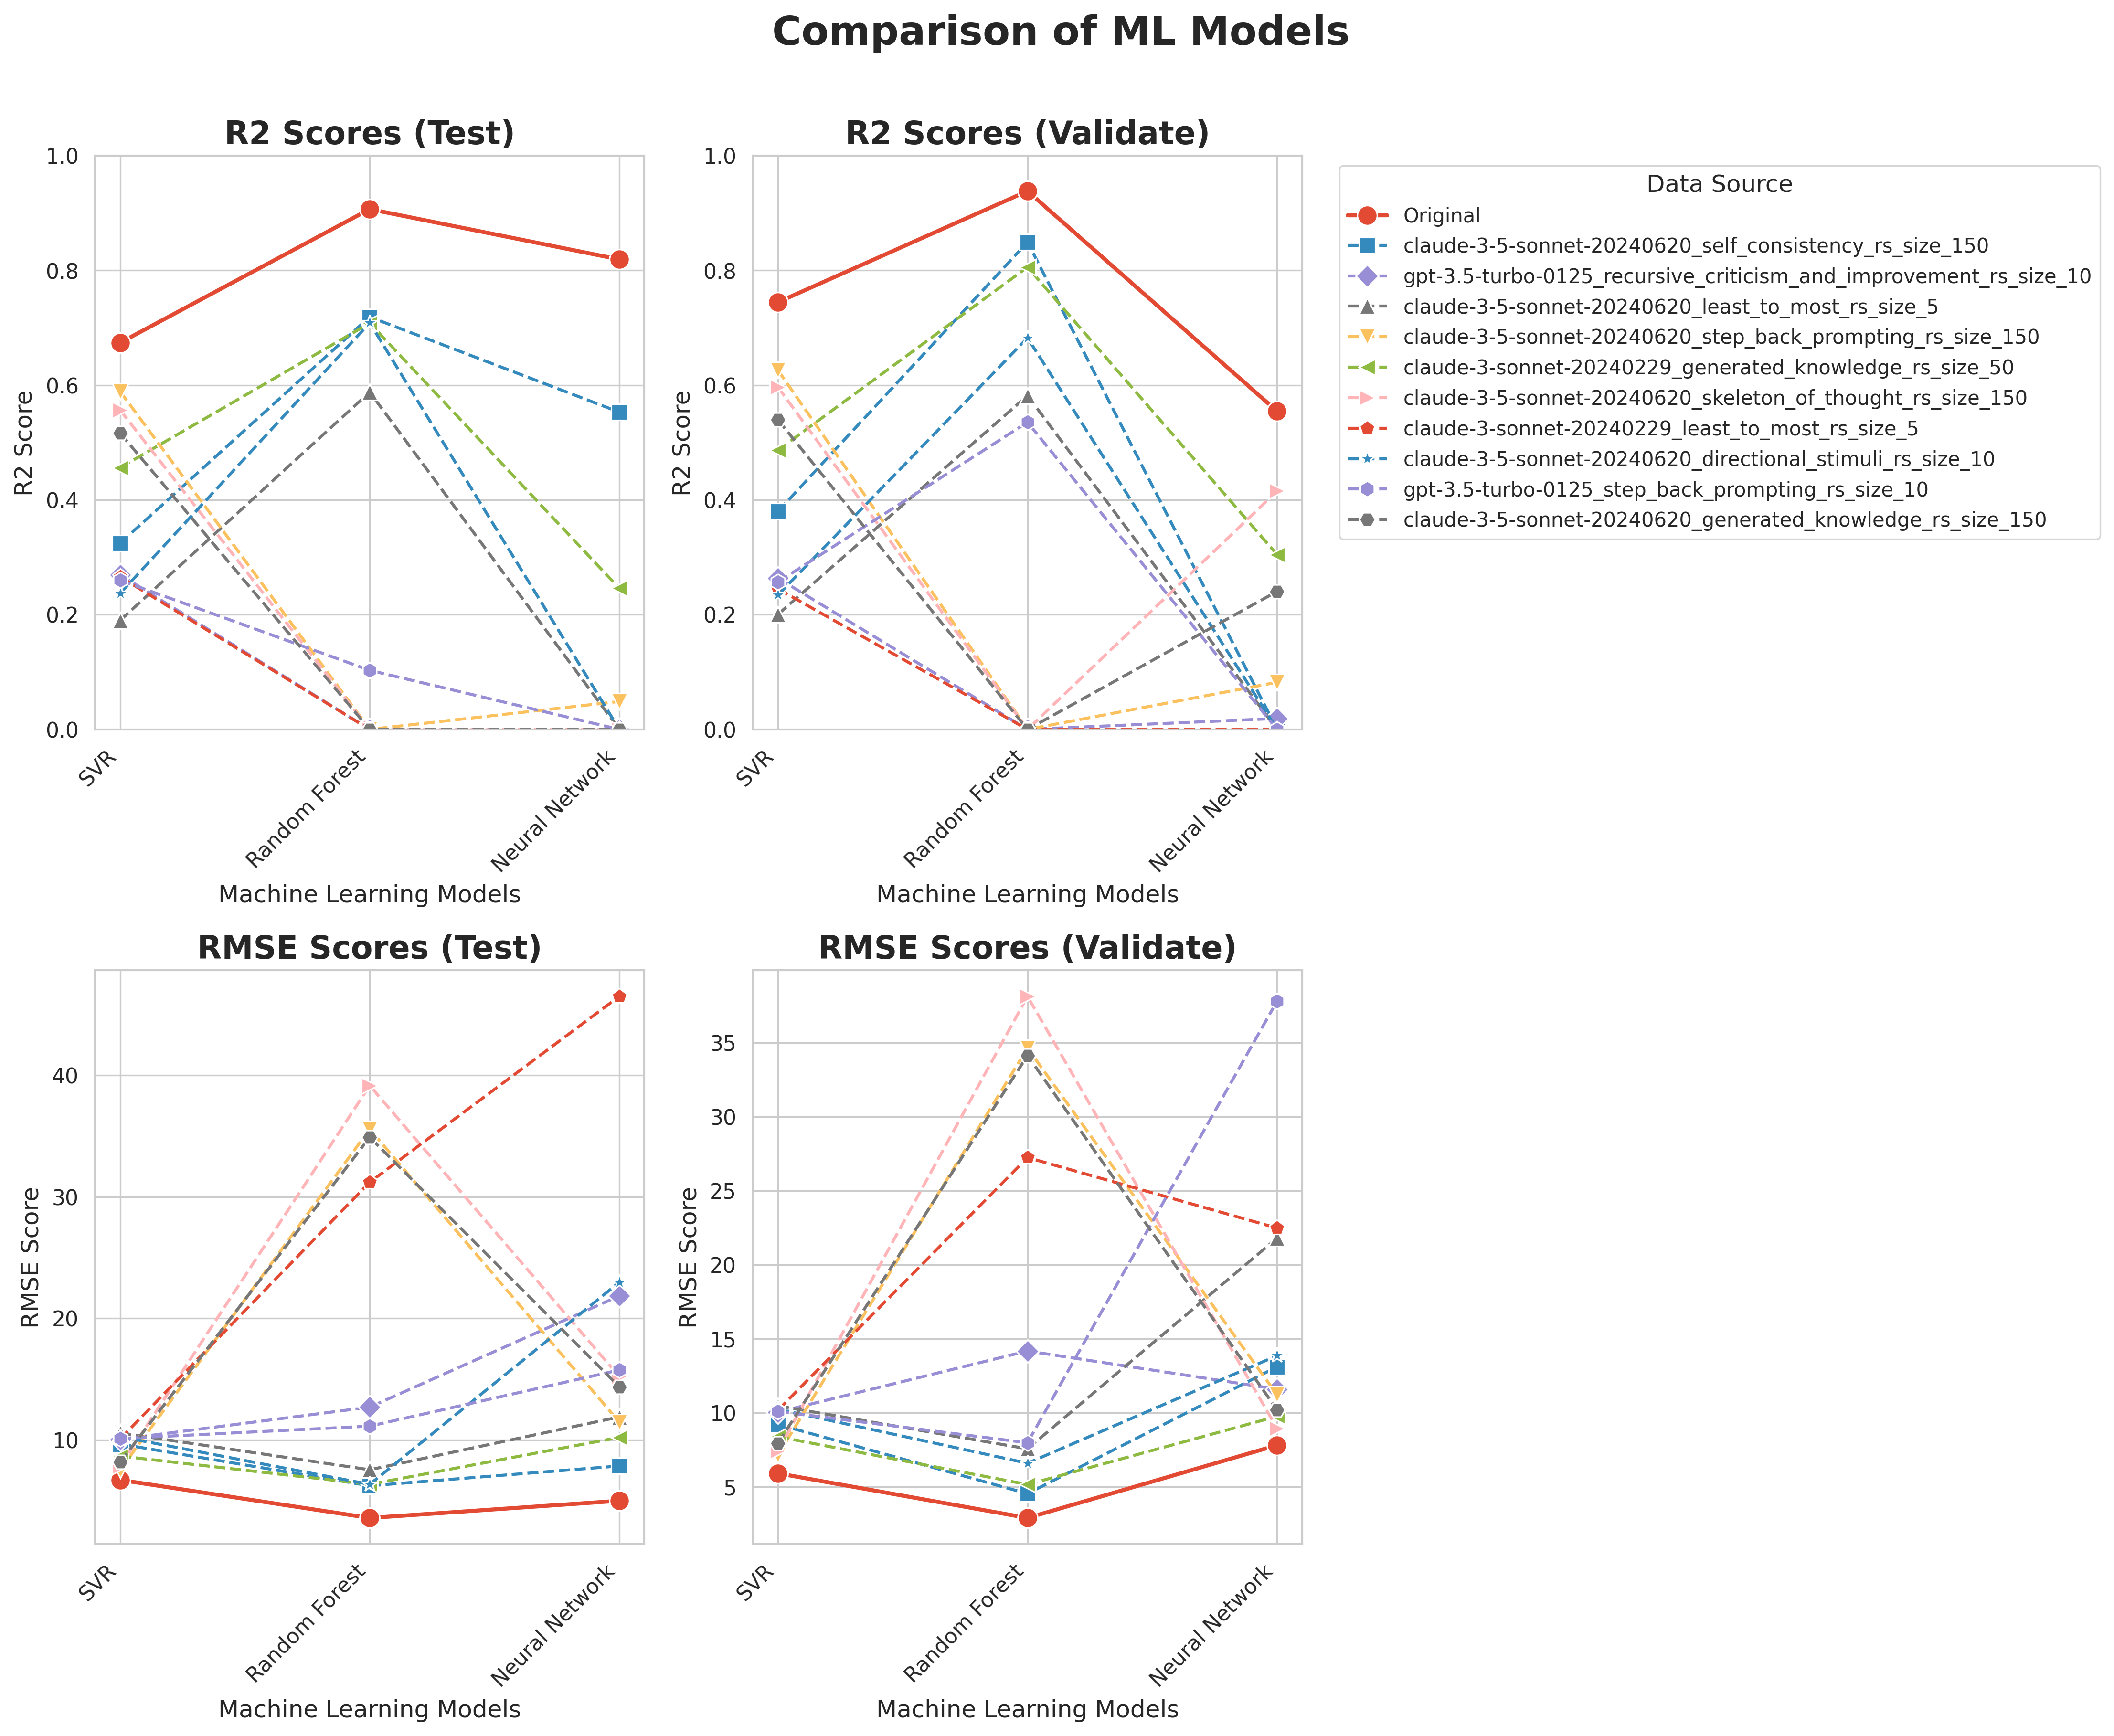 Comparison of ML Models
R2 Scores (Test)
R2 Score
1.0
0.8
0.6
0.4
0.2
0.0
SVR
Random Forest
Neural Network
Machine Learning Models
R2 Scores (Validate)
R2 Score
1.0
0.8
0.6
0.4
0.2
0.0
SVR
Random Forest
Neural Network
Machine Learning Models
Data Source
Original
claude-3-5-sonnet-20240620_self_consistency_rs_size_150
gpt-3.5-turbo-0125_recursive_criticism_and_improvement_rs_size_10
claude-3-5-sonnet-20240620_least_to_most_rs_size_5
claude-3-5-sonnet-20240620_step_back_prompting_rs_size_150
claude-3-sonnet-20240229_generated_knowledge_rs_size_50
claude-3-5-sonnet-20240620_skeleton_of_thought_rs_size_150
claude-3-sonnet-20240229_least_to_most_rs_size_5
claude-3-5-sonnet-20240620_directional_stimuli_rs_size_10
gpt-3.5-turbo-0125_step_back_prompting_rs_size_10
claude-3-5-sonnet-20240620_generated_knowledge_rs_size_150
RMSE Scores (Test)
RMSE Score
40
30
20
10
SVR
Random Forest
Neural Network
Machine Learning Models
RMSE Scores (Validate)
RMSE Score
35
30
25
20
15
10
5
SVR
Random Forest
Neural Network
Machine Learning Models